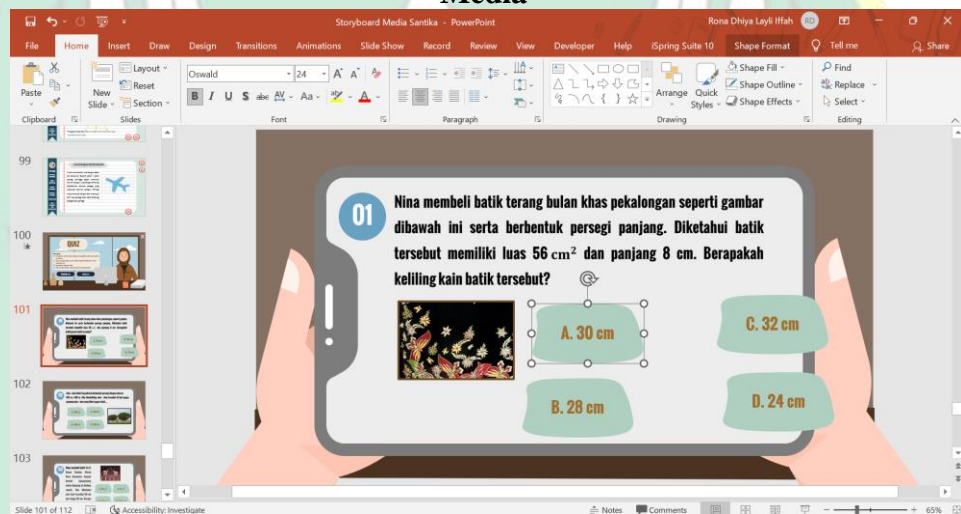 Media
Storyboard Media Santika - PowerPoint
Rona Dhiya Layli Iffah RD
File Home Insert Draw Design Transitions Animations Slide Show Record Review View Developer Help iSpring Suite 10 Shape Format Tell me Share
Paste
New Slide
Layout
Reset
Section
Oswald 24
Arrange
Quick Styles
Shape Fill
Shape Outline
Shape Effects
Find
Replace
Select
Clipboard Slides Font Paragraph Drawing Editing
99
100
QUIZ
101
102
103
01
Nina membeli batik terang bulan khas pekalongan seperti gambar
dibawah ini serta berbentuk persegi panjang. Diketahui batik
tersebut memiliki luas 56 cm² dan panjang 8 cm. Berapakah
keliling kain batik tersebut?
A. 30 cm
C. 32 cm
B. 28 cm
D. 24 cm
Slide 101 of 112 Accessibility: Investigate Notes Comments 65%